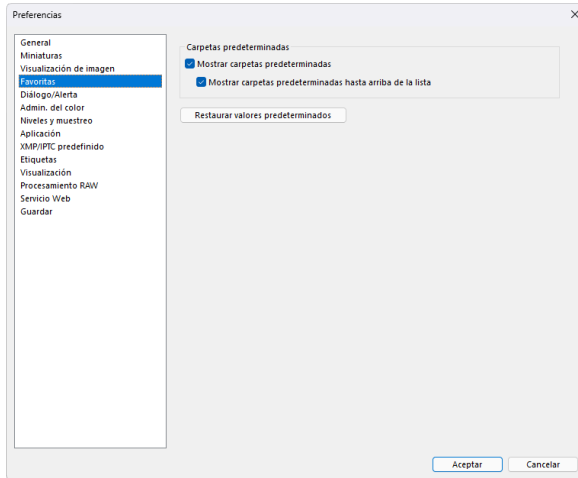 Preferencias
General
Miniaturas
Visualización de imagen
Favoritas
Diálogo/Alerta
Admin. del color
Niveles y muestreo
Aplicación
XMP/IPTC predefinido
Etiquetas
Visualización
Procesamiento RAW
Servicio Web
Guardar
Carpetas predeterminadas
Mostrar carpetas predeterminadas
Mostrar carpetas predeterminadas hasta arriba de la lista
Restaurar valores predeterminados
Aceptar
Cancelar